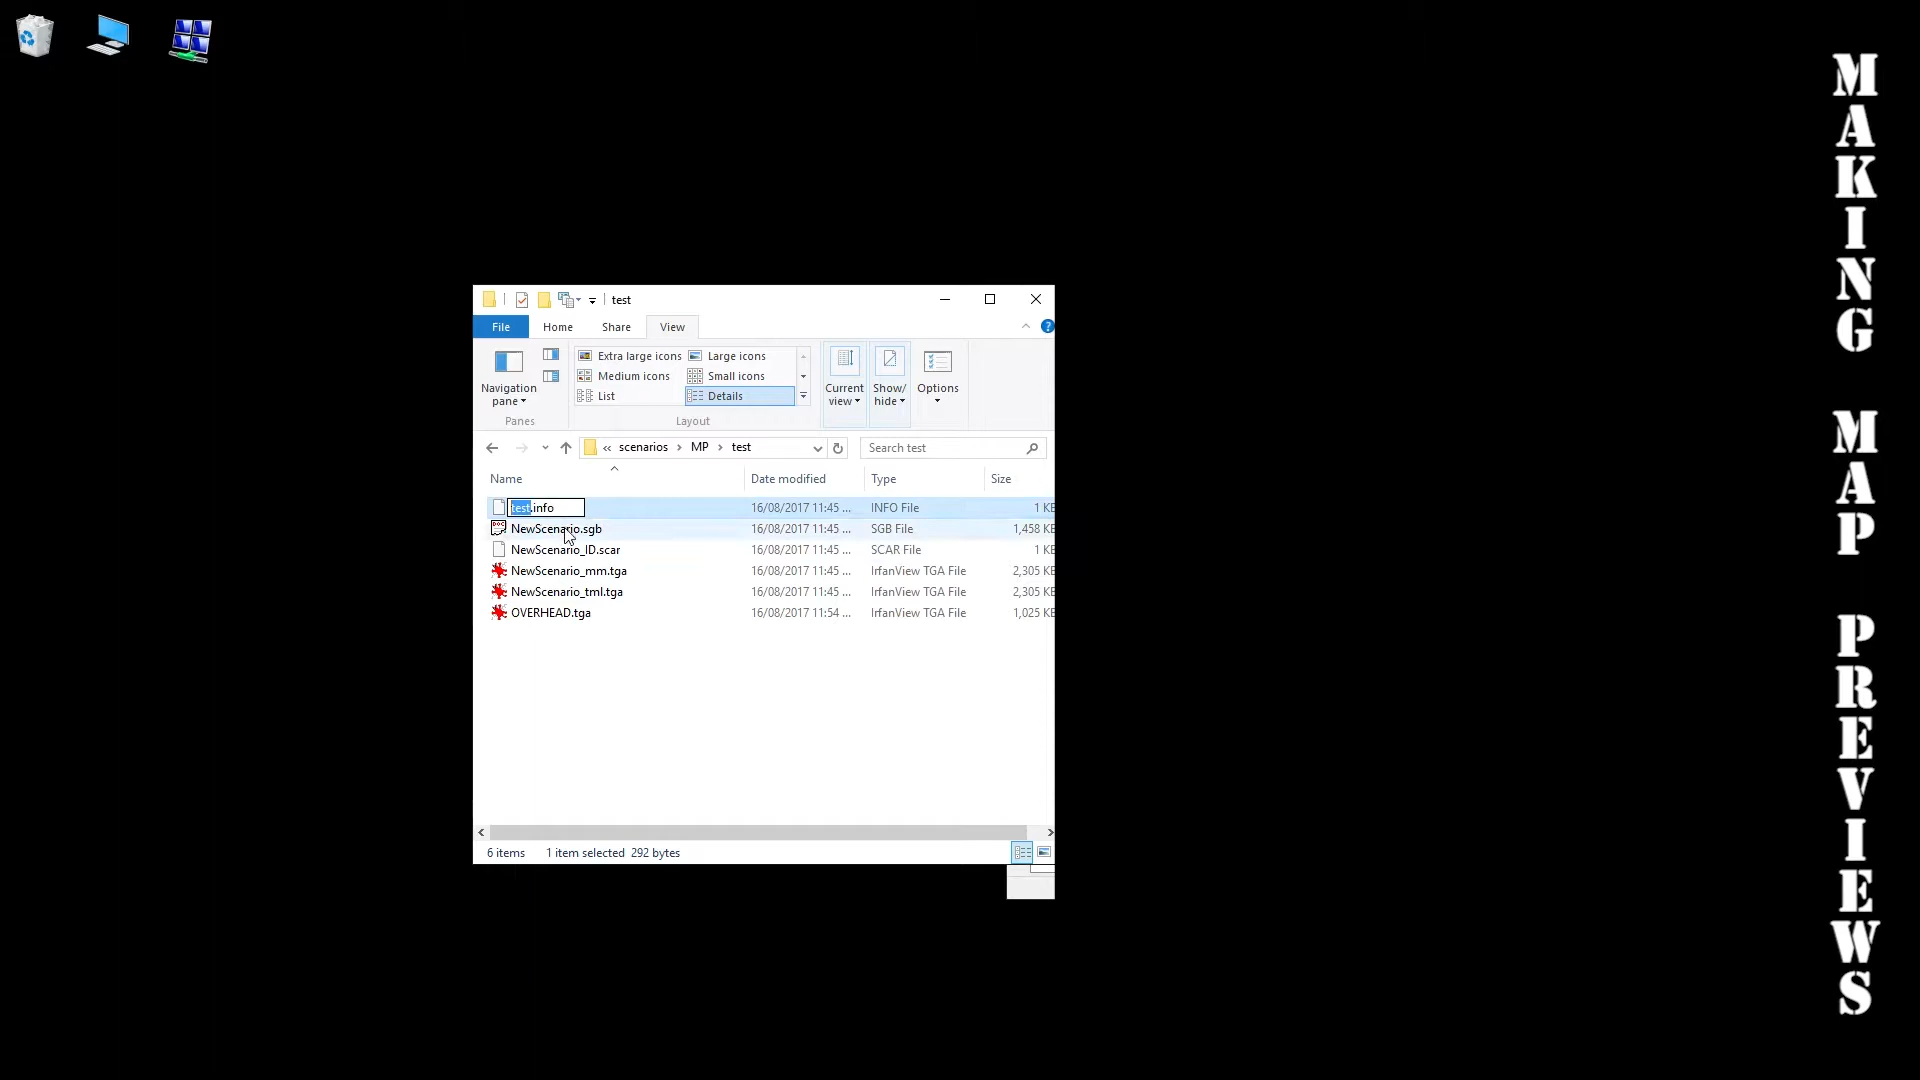 test
File Home Share View
Navigation pane
Panes
Extra large icons Large icons
Medium icons Small icons
List Details
Layout
Current view
Show/ hide
Options
« scenarios > MP > test
Search test
Name Date modified Type Size
test.info 16/08/2017 11:45 ... INFO File 1 KB
NewScenario.sgb 16/08/2017 11:45 ... SGB File 1,458 KB
NewScenario_ID.scar 16/08/2017 11:45 ... SCAR File 1 KB
NewScenario_mm.tga 16/08/2017 11:45 ... IrfanView TGA File 2,305 KB
NewScenario_tml.tga 16/08/2017 11:45 ... IrfanView TGA File 2,305 KB
OVERHEAD.tga 16/08/2017 11:54 ... IrfanView TGA File 1,025 KB
6 items 1 item selected 292 bytes
MAKING MAP PREVIEWS